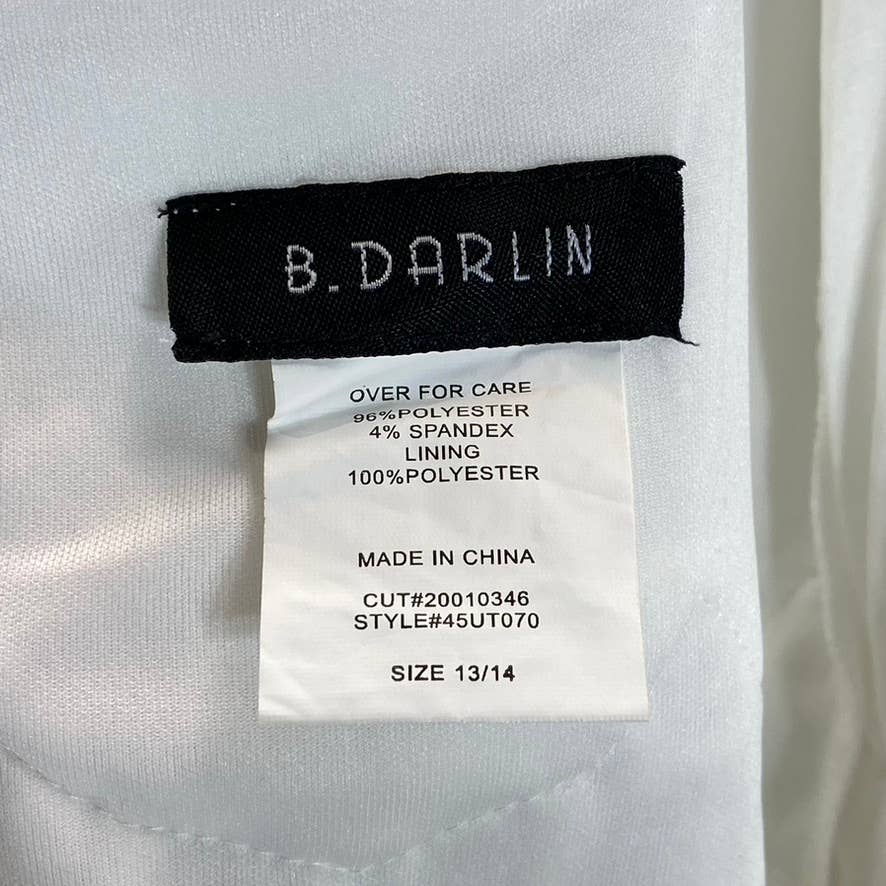 B.DARLIN
OVER FOR CARE
96%POLYESTER
4% SPANDEX
LINING
100%POLYESTER
MADE IN CHINA
CUT#20010346
STYLE#45UT070
SIZE 13/14